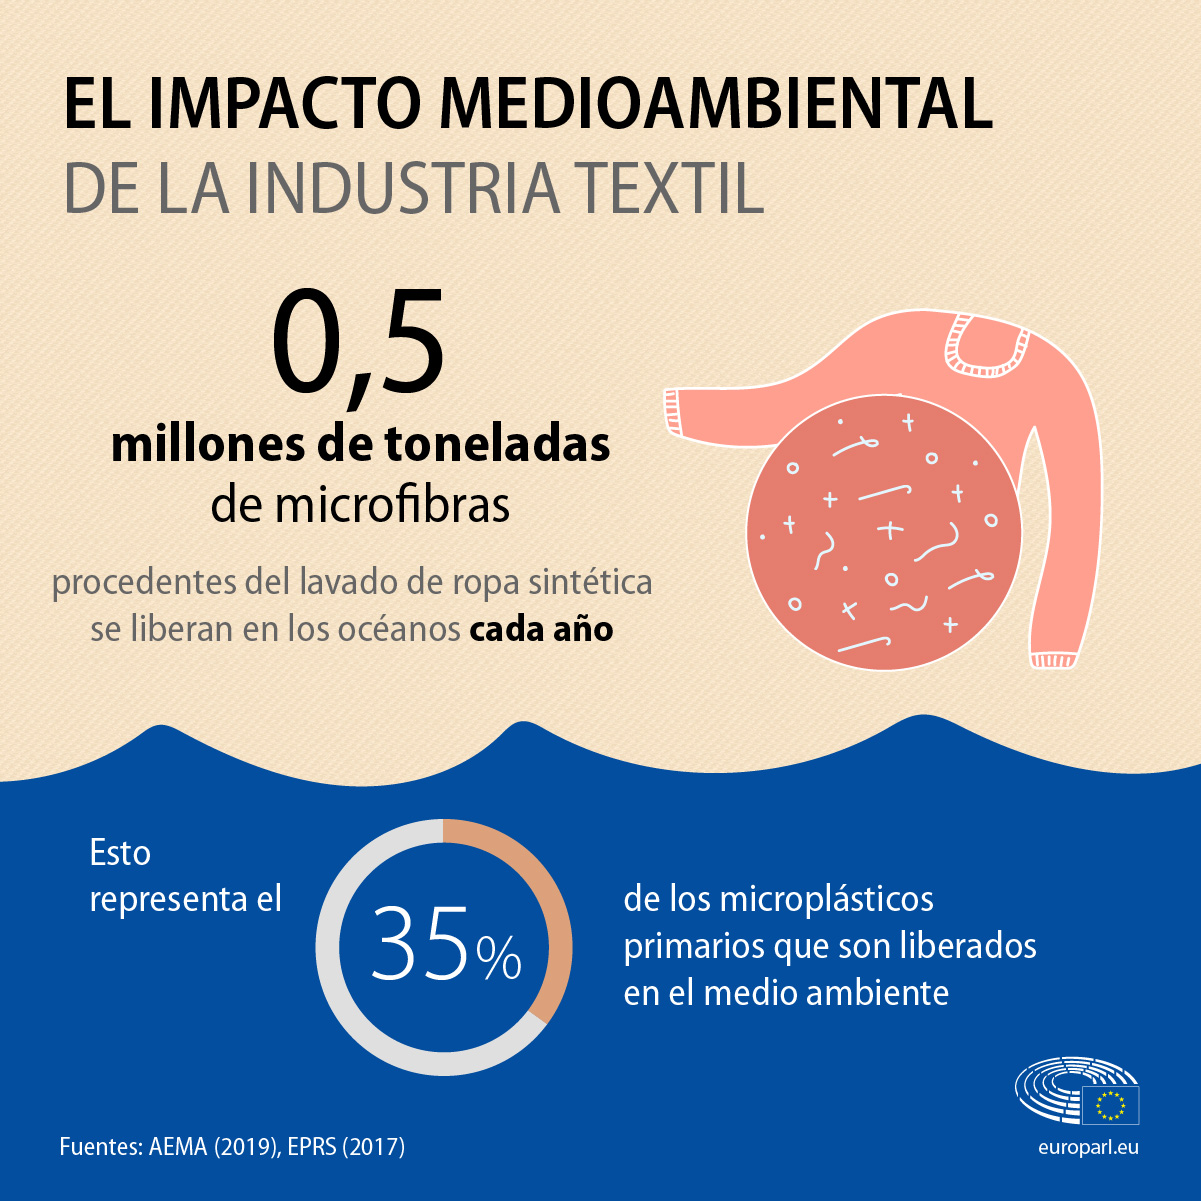 EL IMPACTO MEDIOAMBIENTAL
DE LA INDUSTRIA TEXTIL
0,5
millones de toneladas
de microfibras
procedentes del lavado de ropa sintética
se liberan en los océanos cada año
Esto
representa el
35%
de los microplásticos
primarios que son liberados
en el medio ambiente
Fuentes: AEMA (2019), EPRS (2017)
europarl.eu